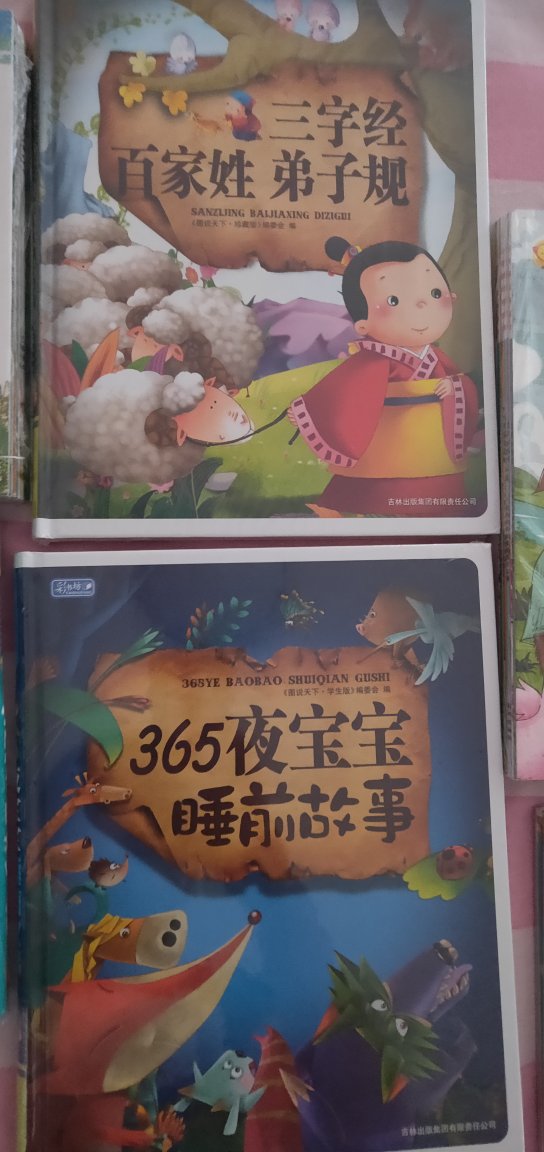 三字经
百家姓 弟子规
SANZIJING BAIJIAXING DIZIGUI
《图说天下·珍藏版》编委会 编
吉林出版集团有限责任公司
彩书坊
365YE BAOBAO SHUIQIAN GUSHI
《图说天下·学生版》编委会 编
365夜宝宝
睡前故事
吉林出版集团有限责任公司